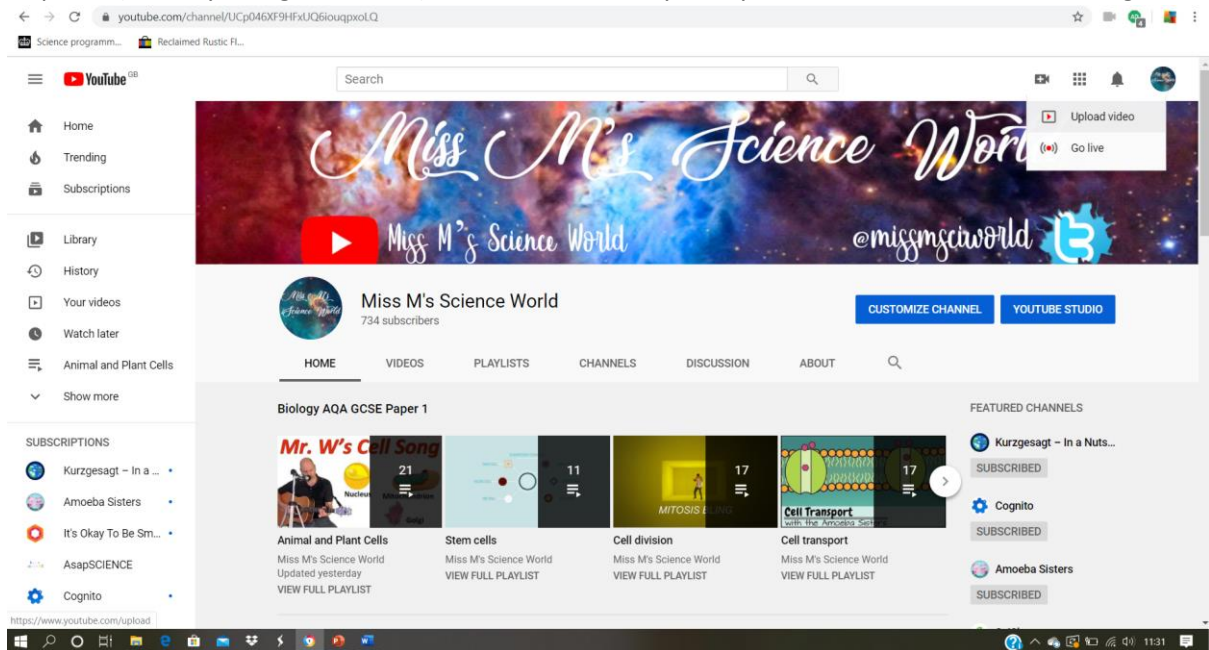 youtube.com/channel/UCp046XF9HFxUQ6iouqpxoLQ
Science programm... Reclaimed Rustic Fl...
YouTube GB
Search
Upload video
Go live
Home
Trending
Subscriptions
Library
History
Your videos
Watch later
Animal and Plant Cells
Show more
SUBSCRIPTIONS
Kurzgesagt – In a ...
Amoeba Sisters
It's Okay To Be Sm...
AsapSCIENCE
Cognito
https://www.youtube.com/upload
Miss M's Science World
Miss M's Science World
@missmsciworld
Miss M's Science World
Miss M's Science World
734 subscribers
CUSTOMIZE CHANNEL YOUTUBE STUDIO
HOME VIDEOS PLAYLISTS CHANNELS DISCUSSION ABOUT
Biology AQA GCSE Paper 1
Mr. W's Cell Song
Nucleus
Golgi
21
11
MITOSIS
17
Cell Transport
with the Amoeba Sisters
17
Animal and Plant Cells
Miss M's Science World
Updated yesterday
VIEW FULL PLAYLIST
Stem cells
Miss M's Science World
VIEW FULL PLAYLIST
Cell division
Miss M's Science World
VIEW FULL PLAYLIST
Cell transport
Miss M's Science World
VIEW FULL PLAYLIST
FEATURED CHANNELS
Kurzgesagt – In a Nuts...
SUBSCRIBED
Cognito
SUBSCRIBED
Amoeba Sisters
SUBSCRIBED
11:31